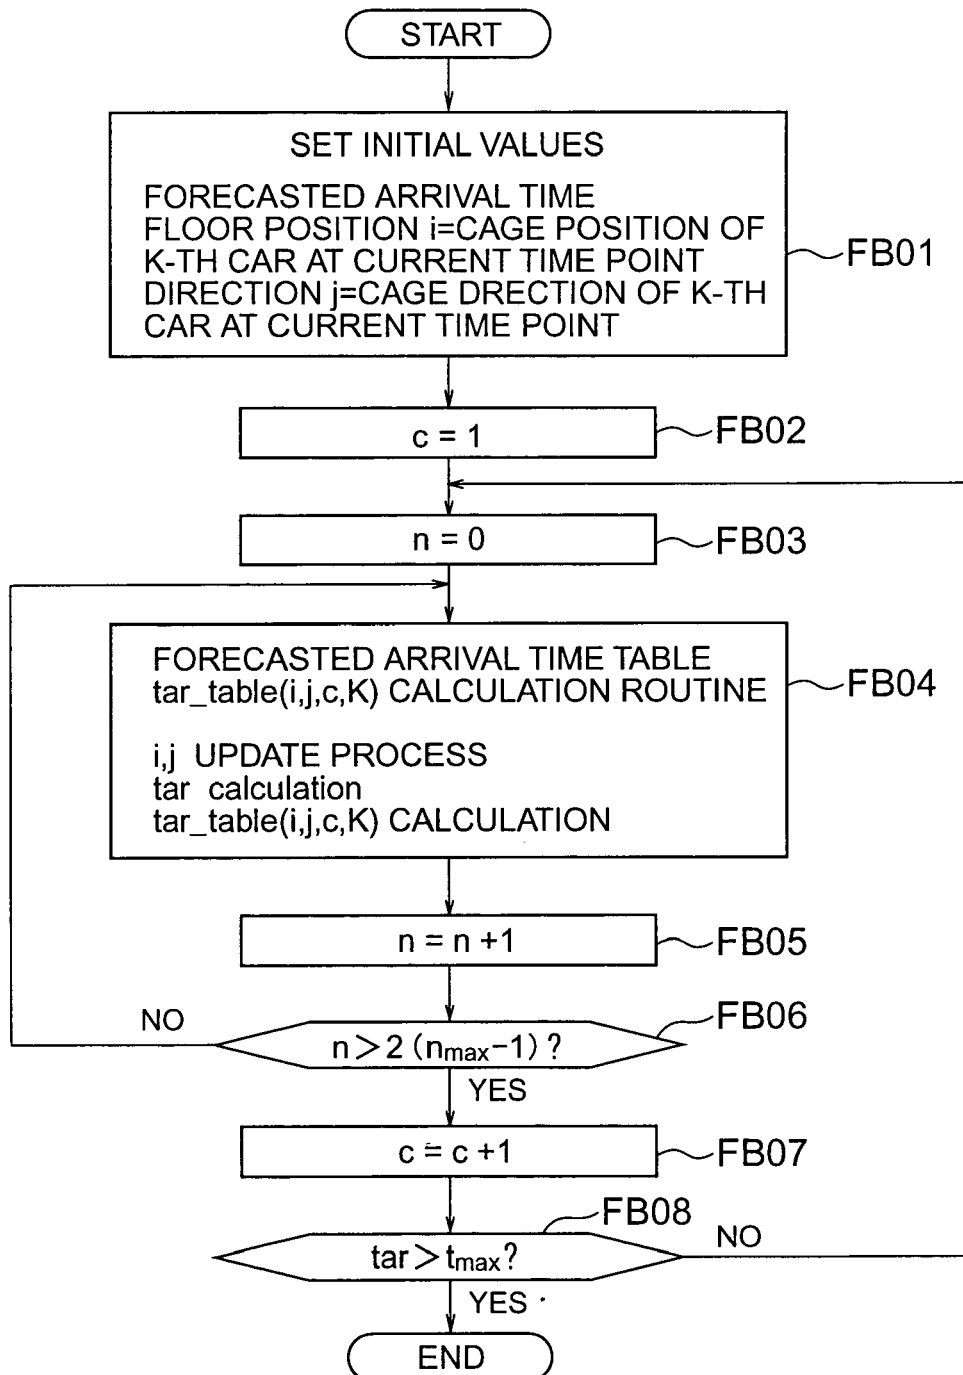 START
SET INITIAL VALUES
FORECASTED ARRIVAL TIME
FLOOR POSITION i=CAGE POSITION OF
K-TH CAR AT CURRENT TIME POINT
DIRECTION j=CAGE DRECTION OF K-TH
CAR AT CURRENT TIME POINT
FB01
c = 1
FB02
n = 0
FB03
FORECASTED ARRIVAL TIME TABLE
tar_table(i,j,c,K) CALCULATION ROUTINE
i,j UPDATE PROCESS
tar calculation
tar_table(i,j,c,K) CALCULATION
FB04
n = n +1
FB05
NO
n > 2 (nmax-1) ?
FB06
YES
c = c +1
FB07
FB08
tar > tmax?
NO
YES
END